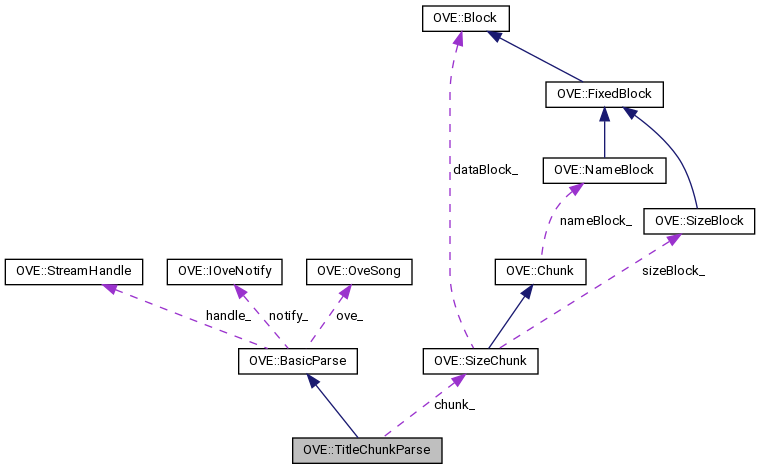 OVE::Block
OVE::FixedBlock
dataBlock_
OVE::NameBlock
nameBlock_
OVE::SizeBlock
OVE::StreamHandle
OVE::IOveNotify
OVE::OveSong
OVE::Chunk
sizeBlock_
handle_
notify_
ove_
OVE::BasicParse
OVE::SizeChunk
chunk_
OVE::TitleChunkParse